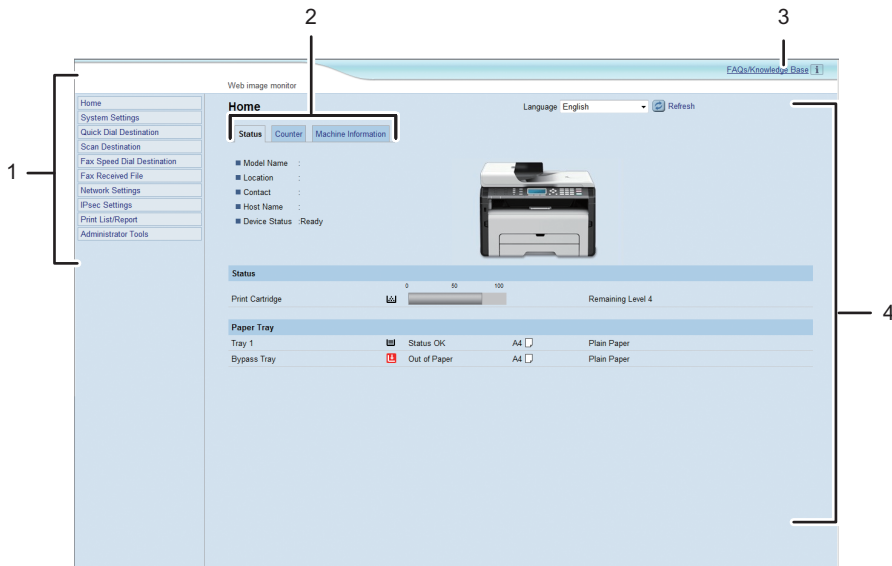 2
3
FAQs/Knowledge Base i
Web image monitor
1
Home
System Settings
Quick Dial Destination
Scan Destination
Fax Speed Dial Destination
Fax Received File
Network Settings
IPsec Settings
Print List/Report
Administrator Tools
Home
Language English Refresh
Status Counter Machine Information
Model Name :
Location :
Contact :
Host Name :
Device Status :Ready
4
Status
0 50 100
Print Cartridge Remaining Level 4
Paper Tray
Tray 1 Status OK A4 Plain Paper
Bypass Tray Out of Paper A4 Plain Paper